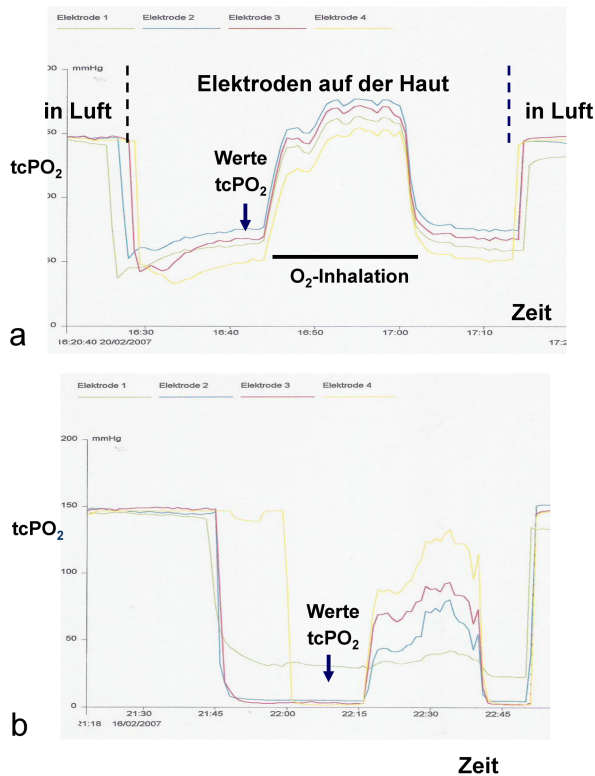 a
Elektrode 1 Elektrode 2 Elektrode 3 Elektrode 4
mmHg
Elektroden auf der Haut
in Luft
in Luft
tcPO2
Werte
tcPO2
50
O2-Inhalation
Zeit
0
16:30 16:40 16:50 17:00 17:10
16:20:40 20/02/2007
Elektrode 1 Elektrode 2 Elektrode 3 Elektrode 4
200 mmHg
150
tcPO2
100
Werte
tcPO2
50
0
b
21:30 21:45 22:00 22:15 22:30 22:45
21:18 16/02/2007
Zeit